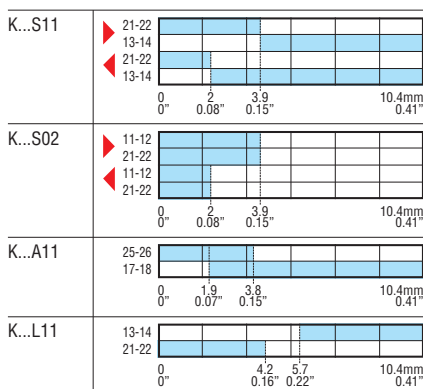 K...S11
21-22
13-14
21-22
13-14
0 2 3.9 10.4mm
0” 0.08” 0.15” 0.41”
K...S02
11-12
21-22
11-12
21-22
0 2 3.9 10.4mm
0” 0.08” 0.15” 0.41”
K...A11
25-26
17-18
0 1.9 3.8 10.4mm
0” 0.07” 0.15” 0.41”
K...L11
13-14
21-22
0 4.2 5.7 10.4mm
0” 0.16” 0.22” 0.41”